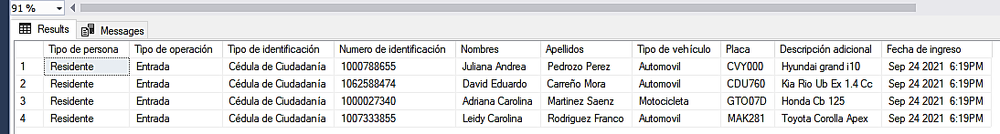 91 %
Results Messages
Tipo de persona Tipo de operación Tipo de identificación Numero de identificación Nombres Apellidos Tipo de vehículo Placa Descripción adicional Fecha de ingreso
1 Residente Entrada Cédula de Ciudadanía 1000788655 Juliana Andrea Pedrozo Perez Automovil CVY000 Hyundai grand i10 Sep 24 2021 6:19PM
2 Residente Entrada Cédula de Ciudadanía 1062588474 David Eduardo Carreño Mora Automovil CDU760 Kia Rio Ub Ex 1.4 Cc Sep 24 2021 6:19PM
3 Residente Entrada Cédula de Ciudadanía 1000027340 Adriana Carolina Martinez Saenz Motocicleta GTO07D Honda Cb 125 Sep 24 2021 6:19PM
4 Residente Entrada Cédula de Ciudadanía 1007333855 Leidy Carolina Rodriguez Franco Automovil MAK281 Toyota Corolla Apex Sep 24 2021 6:19PM